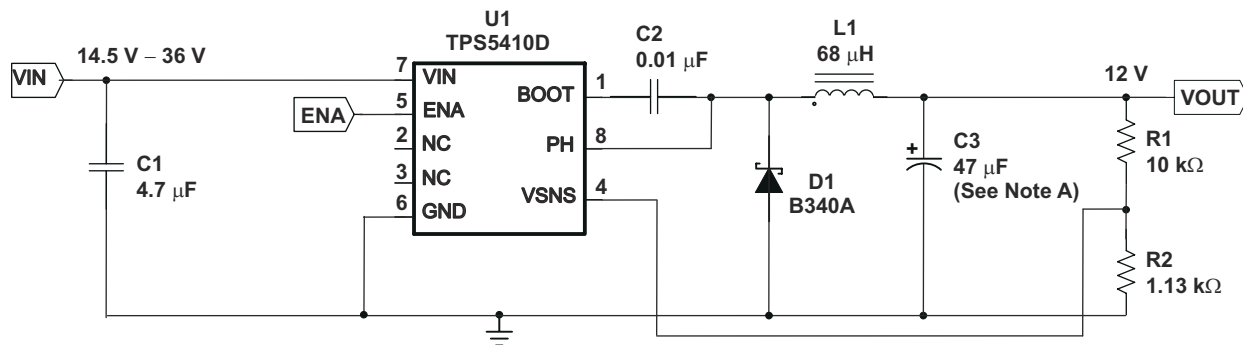 U1
TPS5410D
14.5 V – 36 V
VIN
ENA
7
5
2
3
6
VIN
ENA
NC
NC
GND
BOOT
PH
VSNS
1
8
4
C1
4.7 μF
C2
0.01 μF
L1
68 μH
D1
B340A
C3
47 μF
(See Note A)
12 V
VOUT
R1
10 kΩ
R2
1.13 kΩ
+